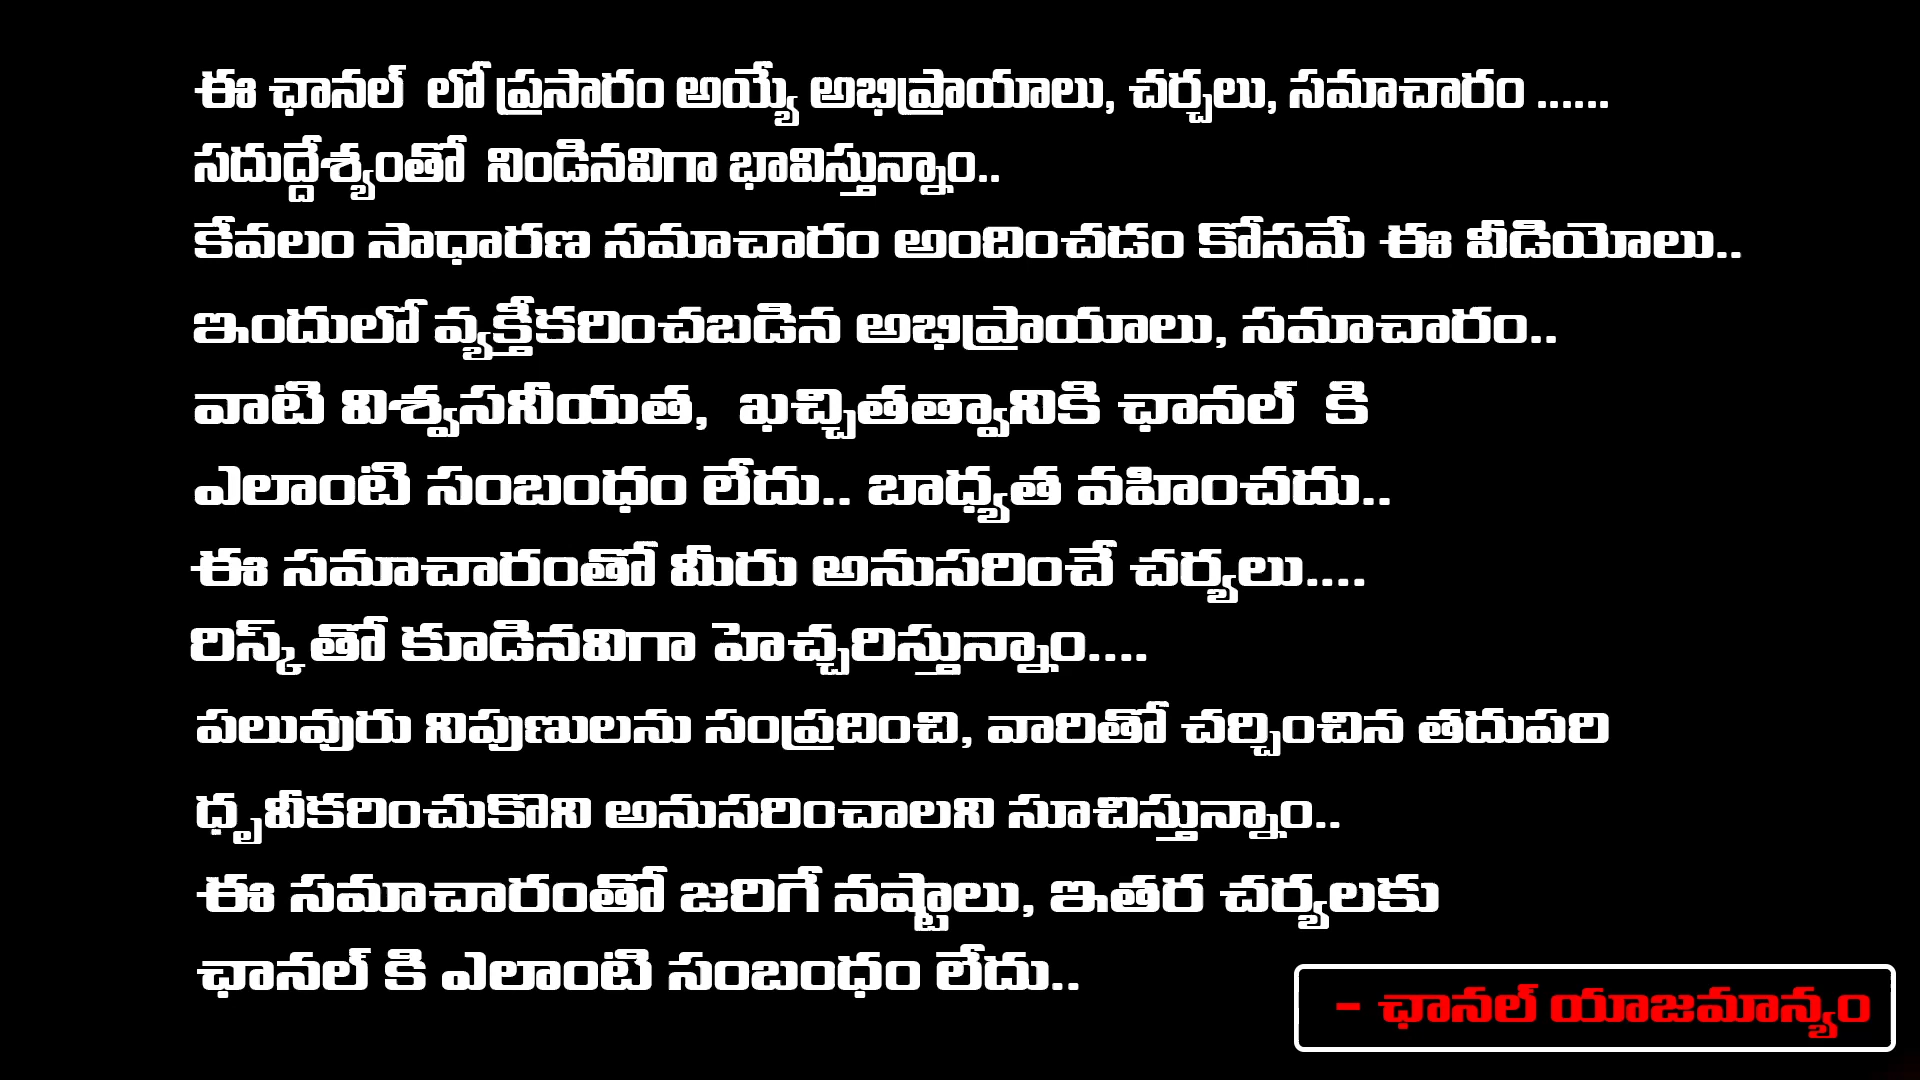 ఈ ఛానల్ లో ప్రసారం అయ్యే అభిప్రాయాలు, చర్చలు, సమాచారం ......
సదుద్దేశ్యంతో నిండినవిగా భావిస్తున్నాం..
కేవలం సాధారణ సమాచారం అందించడం కోసమే ఈ వీడియోలు..
ఇందులో వ్యక్తీకరించబడిన అభిప్రాయాలు, సమాచారం..
వాటి విశ్వసనీయత, ఖచ్చితత్వానికి ఛానల్ కి
ఎలాంటి సంబంధం లేదు.. బాధ్యత వహించదు..
ఈ సమాచారంతో మీరు అనుసరించే చర్యలు....
రిస్క్ తో కూడినవిగా హెచ్చరిస్తున్నాం....
పలువురు నిపుణులను సంప్రదించి, వారితో చర్చించిన తదుపరి
ధృవీకరించుకొని అనుసరించాలని సూచిస్తున్నాం..
ఈ సమాచారంతో జరిగే నష్టాలు, ఇతర చర్యలకు
ఛానల్ కి ఎలాంటి సంబంధం లేదు..
- ఛానల్ యాజమాన్యం